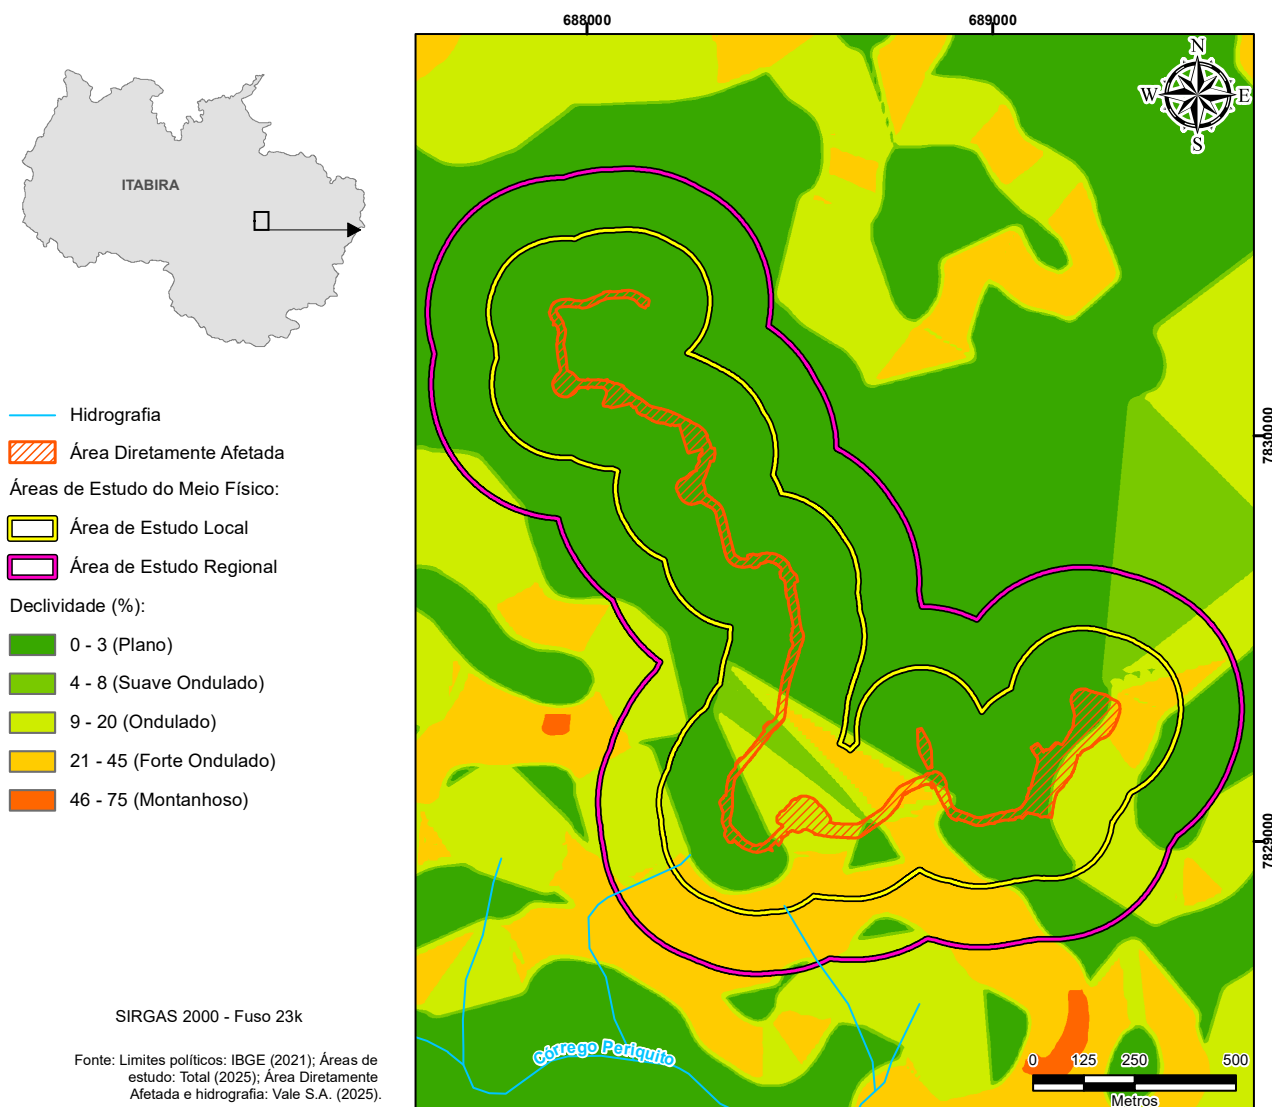 688000
689000
N
W
E
S
ITABIRA
7830000
7829000
Hidrografia
Área Diretamente Afetada
Áreas de Estudo do Meio Físico:
Área de Estudo Local
Área de Estudo Regional
Declividade (%):
0 - 3 (Plano)
4 - 8 (Suave Ondulado)
9 - 20 (Ondulado)
21 - 45 (Forte Ondulado)
46 - 75 (Montanhoso)
SIRGAS 2000 - Fuso 23k
Fonte: Limites políticos: IBGE (2021); Áreas de
estudo: Total (2025); Área Diretamente
Afetada e hidrografia: Vale S.A. (2025).
Córrego Periquito
0 125 250 500
Metros